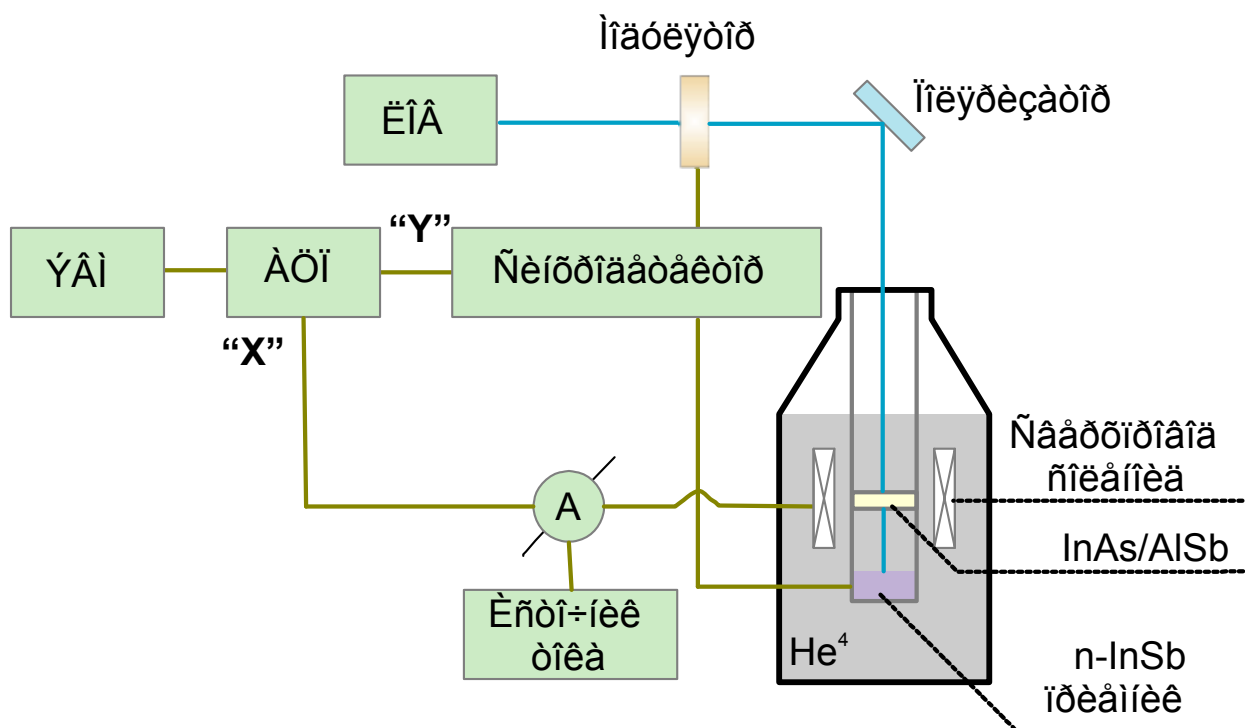 Ìîäóëÿòîð
Ïîëÿðèçàòîð
ËÎÂ
“Y”
ÝÂÌ
ÀÖÏ
Ñèíõðîäåòåêòîð
“X”
Ñâåðõïðîâîä
ñîëåíîèä
A
InAs/AlSb
Èñòî÷íèê
òîêà
He⁴
n-InSb
ïðèåìíèê